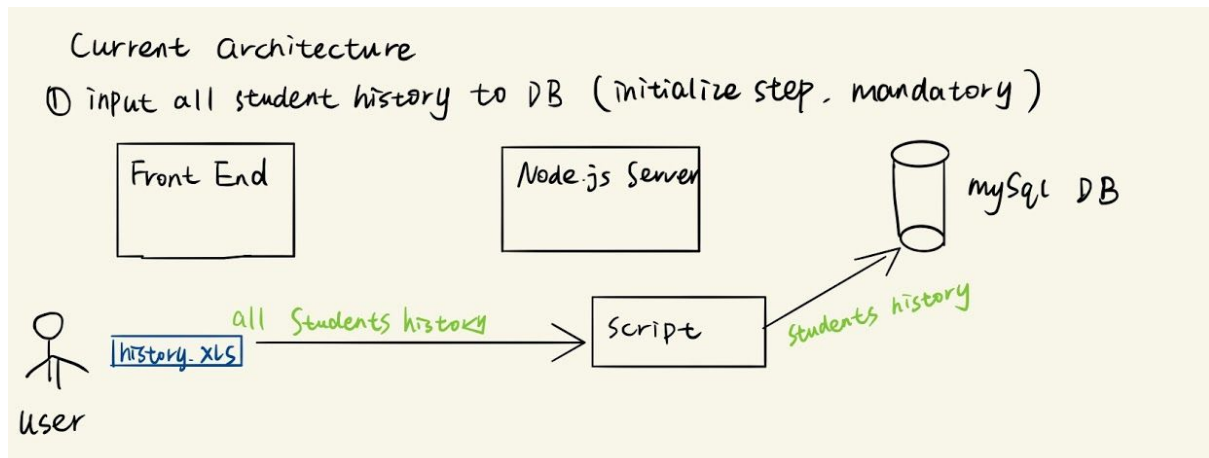 Current architecture
① input all student history to DB (initialize step. mandatory)
Front End
Node.js Server
mySql DB
all Students history
history.XLS
script
students history
user